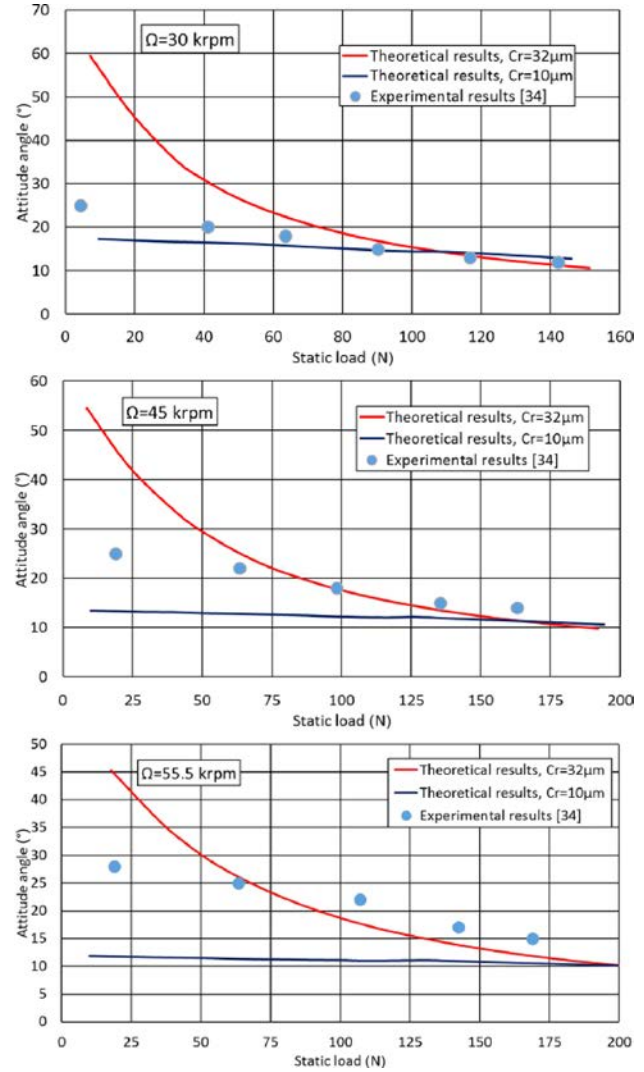 70
60
50
40
30
20
10
0
Attitude angle (°)
Ω=30 krpm
Theoretical results, Cr=32µm
Theoretical results, Cr=10µm
Experimental results [34]
0 20 40 60 80 100 120 140 160
Static load (N)
60
50
40
30
20
10
0
Attitude angle (°)
Ω=45 krpm
Theoretical results, Cr=32µm
Theoretical results, Cr=10µm
Experimental results [34]
0 25 50 75 100 125 150 175 200
Static load (N)
50
45
40
35
30
25
20
15
10
5
0
Attitude angle (°)
Ω=55.5 krpm
Theoretical results, Cr=32µm
Theoretical results, Cr=10µm
Experimental results [34]
0 25 50 75 100 125 150 175 200
Static load (N)